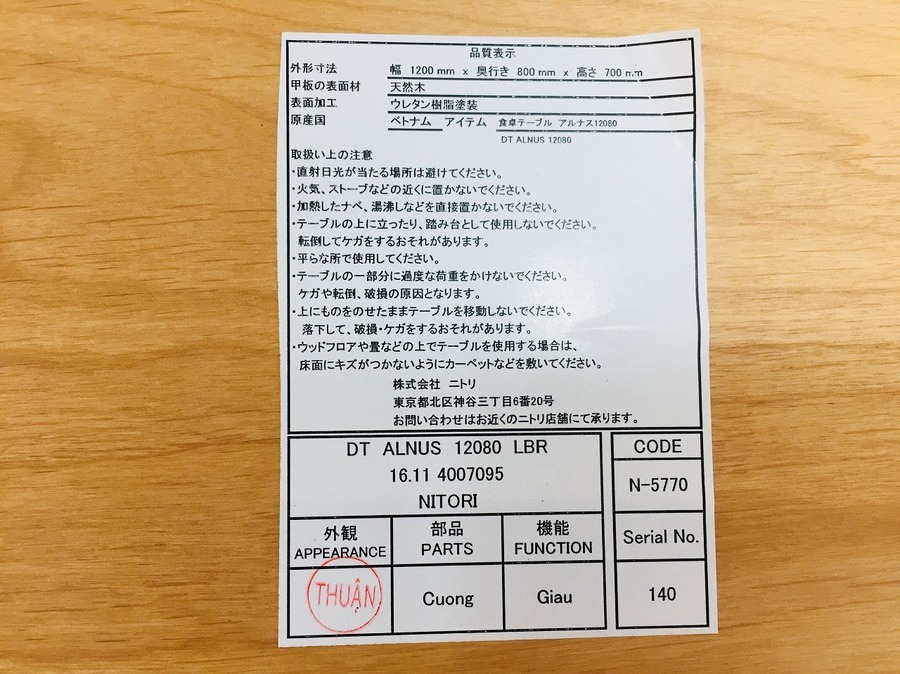 品質表示
外形寸法 幅 1200 mm x 奥行き 800 mm x 高さ 700 mm
甲板の表面材 天然木
表面加工 ウレタン樹脂塗装
原産国 ベトナム アイテム 食卓テーブル アルナス12080
DT ALNUS 12080
取扱い上の注意
・直射日光が当たる場所は避けてください。
・火気、ストーブなどの近くに置かないでください。
・加熱したナベ、湯沸しなどを直接置かないでください。
・テーブルの上に立ったり、踏み台として使用しないでください。
転倒してケガをするおそれがあります。
・平らな所で使用してください。
・テーブルの一部分に過度な荷重をかけないでください。
ケガや転倒、破損の原因となります。
・上にものをのせたままテーブルを移動しないでください。
落下して、破損・ケガをするおそれがあります。
・ウッドフロアや畳などの上でテーブルを使用する場合は、
床面にキズがつかないようにカーペットなどを敷いてください。
株式会社 ニトリ
東京都北区神谷三丁目6番20号
お問い合わせはお近くのニトリ店舗にて承ります。
DT ALNUS 12080 LBR
16.11 4007095
NITORI
外観 部品 機能
APPEARANCE PARTS FUNCTION
THUẬN Cuong Giau
CODE
N-5770
Serial No.
140